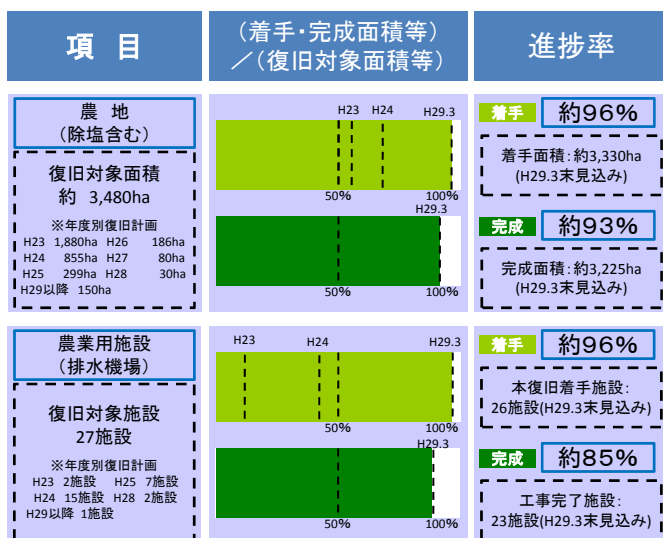 項 目
(着手・完成面積等)
／(復旧対象面積等)
進捗率
農 地
(除塩含む)
復旧対象面積
約 3,480ha
※年度別復旧計画
H23 1,880ha H26 186ha
H24 855ha H27 80ha
H25 299ha H28 30ha
H29以降 150ha
H23 H24 H29.3
50% 100%
H29.3
50% 100%
着手 約96%
着手面積：約3,330ha
(H29.3末見込み)
完成 約93%
完成面積：約3,225ha
(H29.3末見込み)
農業用施設
(排水機場)
復旧対象施設
27施設
※年度別復旧計画
H23 2施設 H25 7施設
H24 15施設 H28 2施設
H29以降 1施設
H23 H24 H29.3
50% 100%
H29.3
50% 100%
着手 約96%
本復旧着手施設：
26施設(H29.3末見込み)
完成 約85%
工事完了施設：
23施設(H29.3末見込み)